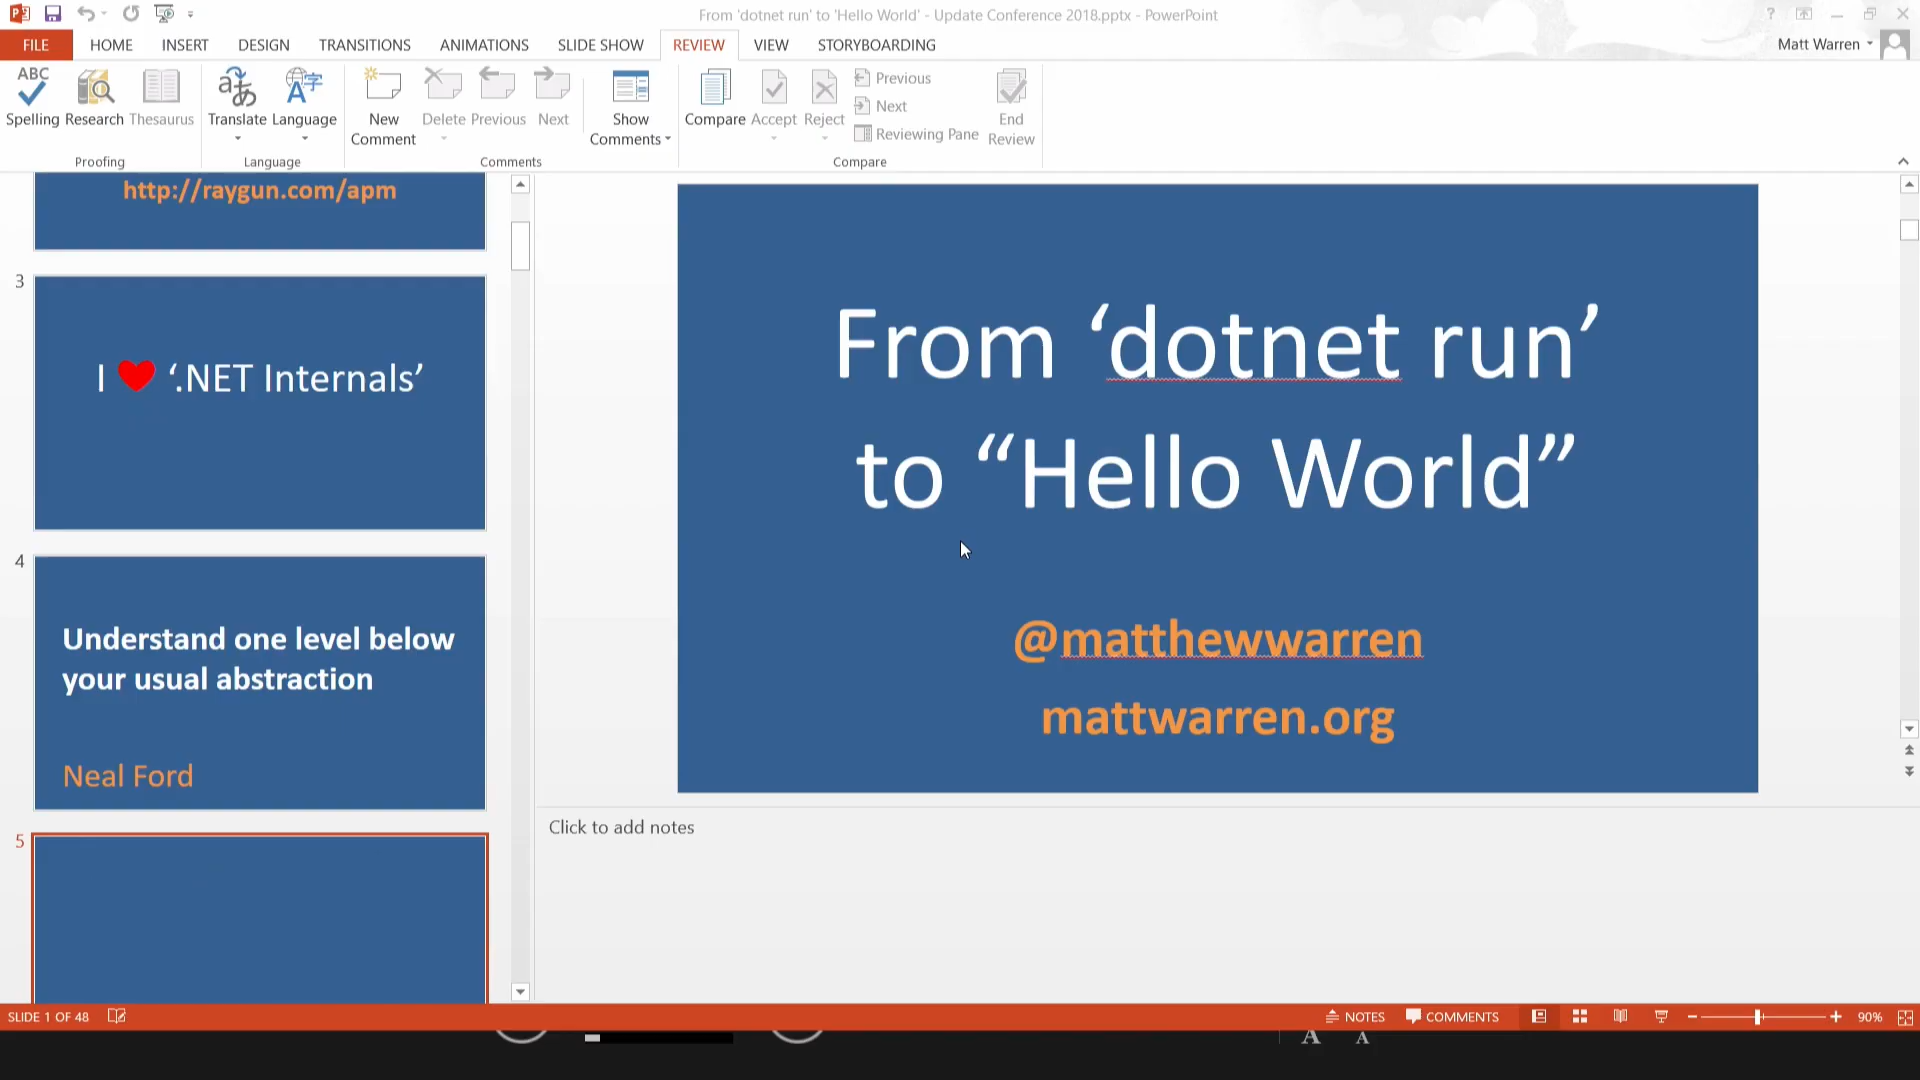 From 'dotnet run' to 'Hello World' - Update Conference 2018.pptx - PowerPoint
?
FILE HOME INSERT DESIGN TRANSITIONS ANIMATIONS SLIDE SHOW REVIEW VIEW STORYBOARDING Matt Warren
ABC
Spelling Research Thesaurus
Proofing
Translate Language
Language
New Comment Delete Previous Next Show Comments
Comments
Compare Accept Reject
Previous
Next
Reviewing Pane
End Review
Compare
http://raygun.com/apm
3
I ❤ ‘.NET Internals’
4
Understand one level below
your usual abstraction
Neal Ford
5
From ‘dotnet run’
to “Hello World”
@matthewwarren
mattwarren.org
Click to add notes
SLIDE 1 OF 48 NOTES COMMENTS 90%
A A